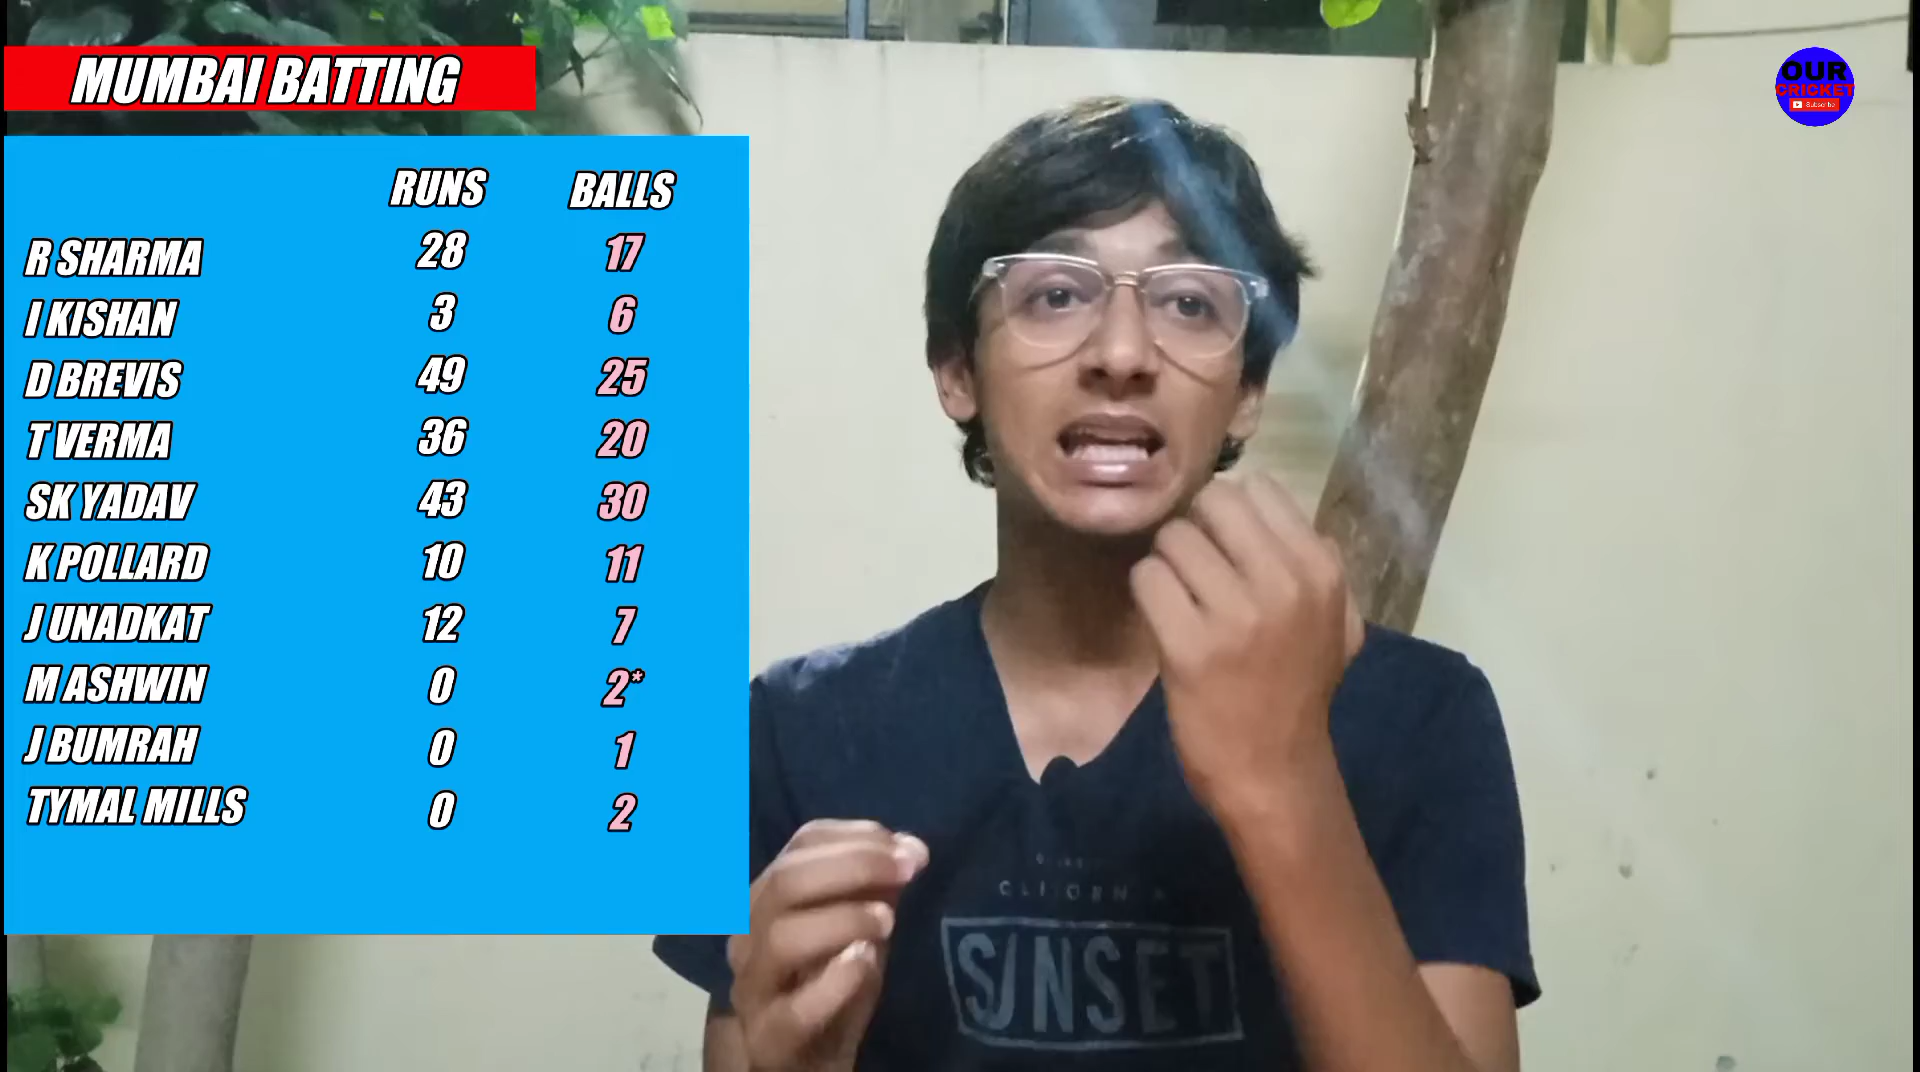 MUMBAI BATTING
OUR
CRICKET
Subscribe
RUNS BALLS
R SHARMA 28 17
I KISHAN 3 6
D BREVIS 49 25
T VERMA 36 20
SK YADAV 43 30
K POLLARD 10 11
J UNADKAT 12 7
M ASHWIN 0 2*
J BUMRAH 0 1
TYMAL MILLS 0 2
SUNSET